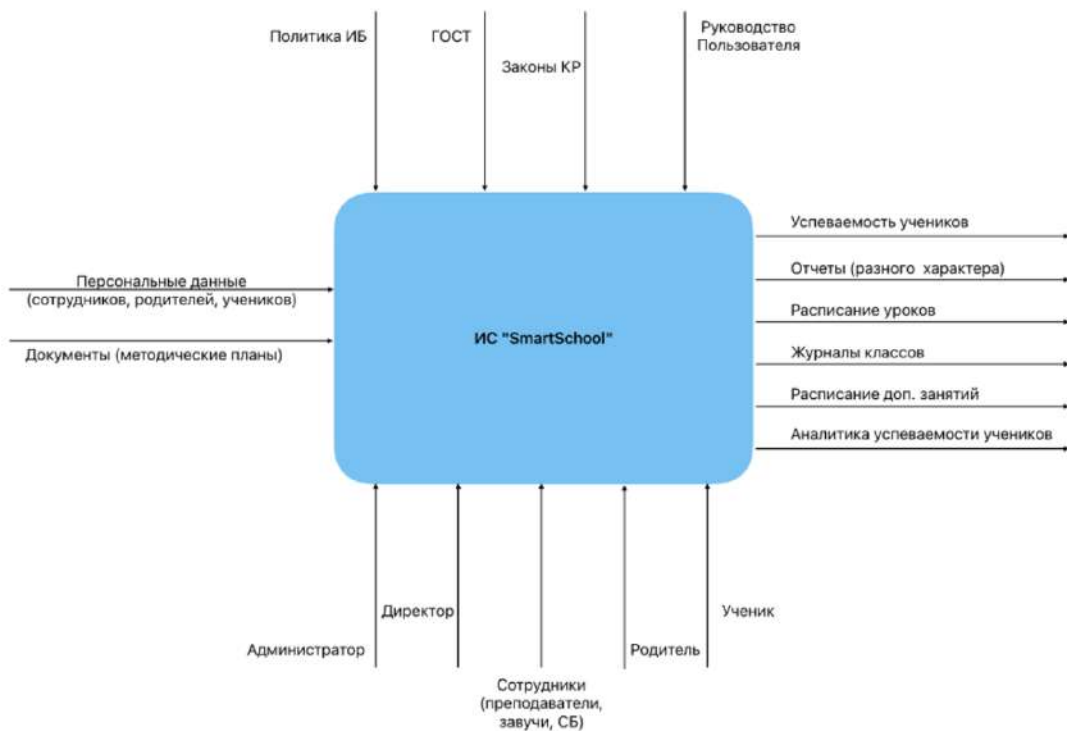 Политика ИБ
ГОСТ
Законы КР
Руководство
Пользователя
Персональные данные
(сотрудников, родителей, учеников)
Документы (методические планы)
ИС "SmartSchool"
Успеваемость учеников
Отчеты (разного характера)
Расписание уроков
Журналы классов
Расписание доп. занятий
Аналитика успеваемости учеников
Администратор
Директор
Сотрудники
(преподаватели,
завучи, СБ)
Родитель
Ученик